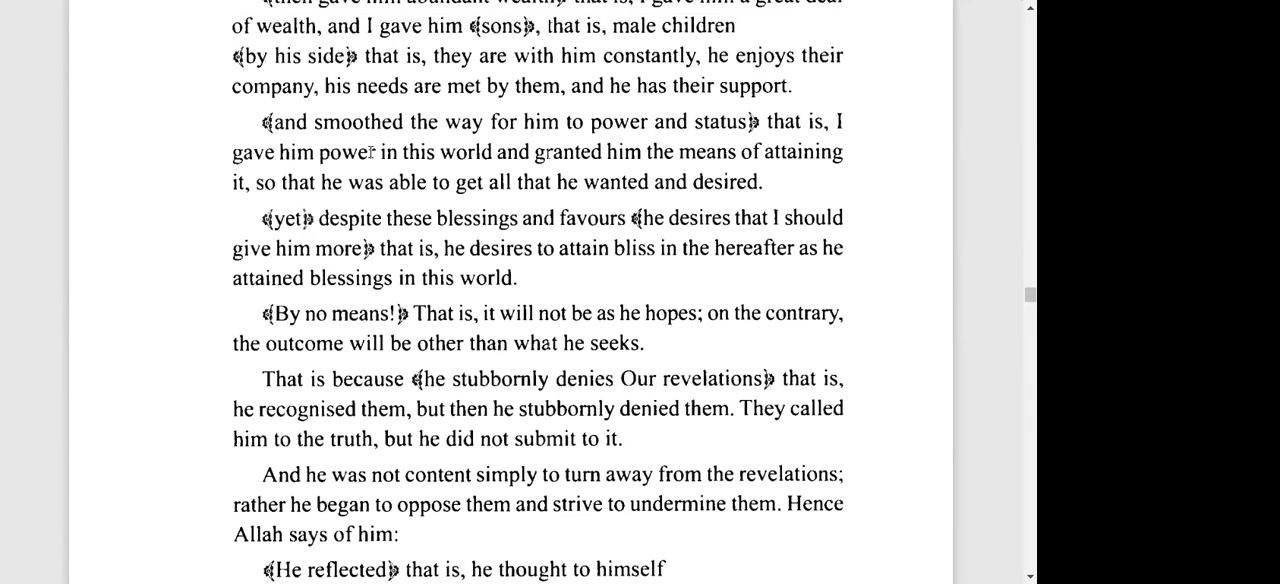 of wealth, and I gave him ﴾sons﴿, that is, male children
﴾by his side﴿ that is, they are with him constantly, he enjoys their
company, his needs are met by them, and he has their support.
﴾and smoothed the way for him to power and status﴿ that is, I
gave him power in this world and granted him the means of attaining
it, so that he was able to get all that he wanted and desired.
﴾yet﴿ despite these blessings and favours ﴾he desires that I should
give him more﴿ that is, he desires to attain bliss in the hereafter as he
attained blessings in this world.
﴾By no means!﴿ That is, it will not be as he hopes; on the contrary,
the outcome will be other than what he seeks.
That is because ﴾he stubbornly denies Our revelations﴿ that is,
he recognised them, but then he stubbornly denied them. They called
him to the truth, but he did not submit to it.
And he was not content simply to turn away from the revelations;
rather he began to oppose them and strive to undermine them. Hence
Allah says of him:
﴾He reflected﴿ that is, he thought to himself